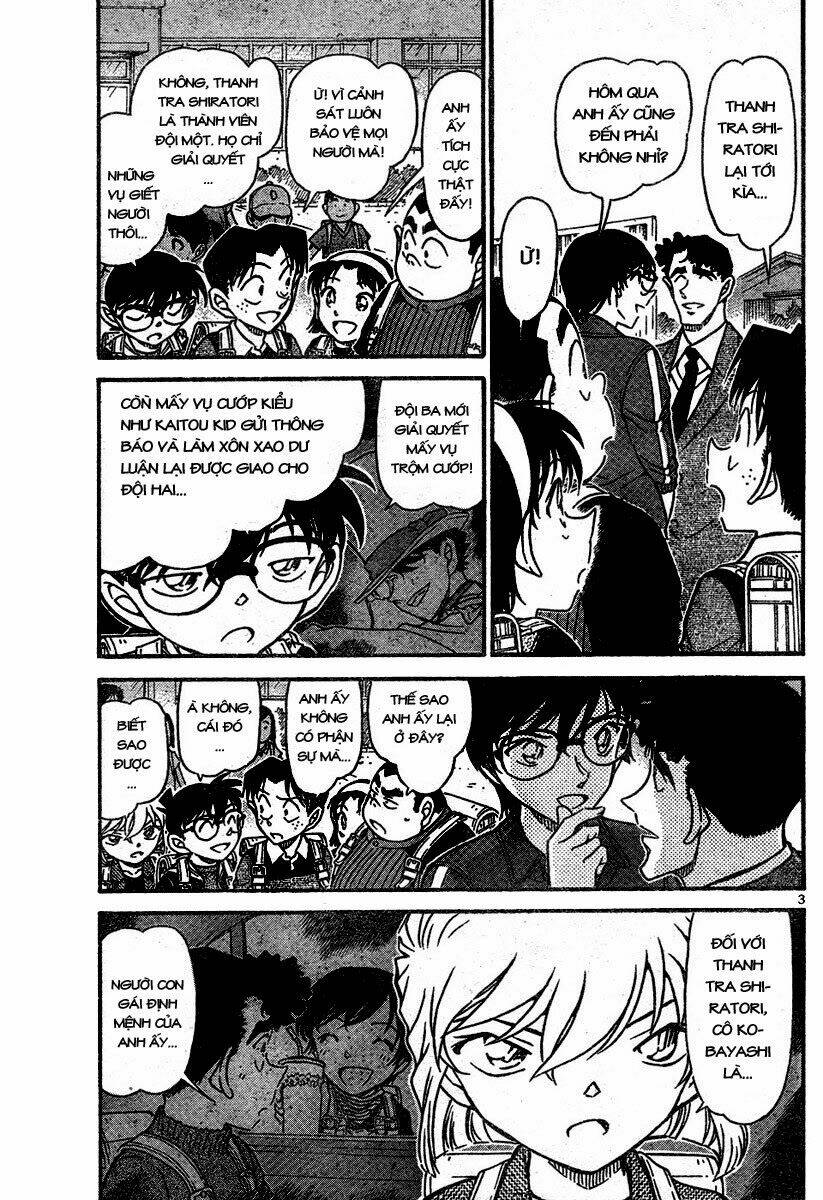 THANH
TRA SHI-
RATORI
LẠI TỚI
KÌA...
HÔM QUA
ANH ẤY CŨNG
ĐẾN PHẢI
KHÔNG NHỈ?
Ừ!
ANH
ẤY
TÍCH
CỰC
THẬT
ĐẤY!
Ừ! VÌ CẢNH
SÁT LUÔN
BẢO VỆ MỌI
NGƯỜI MÀ!
KHÔNG, THANH
TRA SHIRATORI
LÀ THÀNH VIÊN
ĐỘI MỘT. HỌ CHỈ
GIẢI QUYẾT
...
NHỮNG
VỤ GIẾT
NGƯỜI
THÔI...
ĐỘI BA MỚI
GIẢI QUYẾT
MẤY VỤ
TRỘM CƯỚP!
CÒN MẤY VỤ CƯỚP KIỂU
NHƯ KAITOU KID GỬI THÔNG
BÁO VÀ LÀM XÔN XAO DƯ
LUẬN LẠI ĐƯỢC GIAO CHO
ĐỘI HAI...
THẾ SAO
ANH ẤY LẠI
Ở ĐÂY?
ANH ẤY
KHÔNG
CÓ PHẬN
SỰ MÀ...
À KHÔNG,
CÁI ĐÓ
...
BIẾT
SAO
ĐƯỢC
...
3
ĐỐI VỚI
THANH
TRA SHI-
RATORI,
CÔ KO-
BAYASHI
LÀ...
NGƯỜI CON
GÁI ĐỊNH
MỆNH CỦA
ANH ẤY...